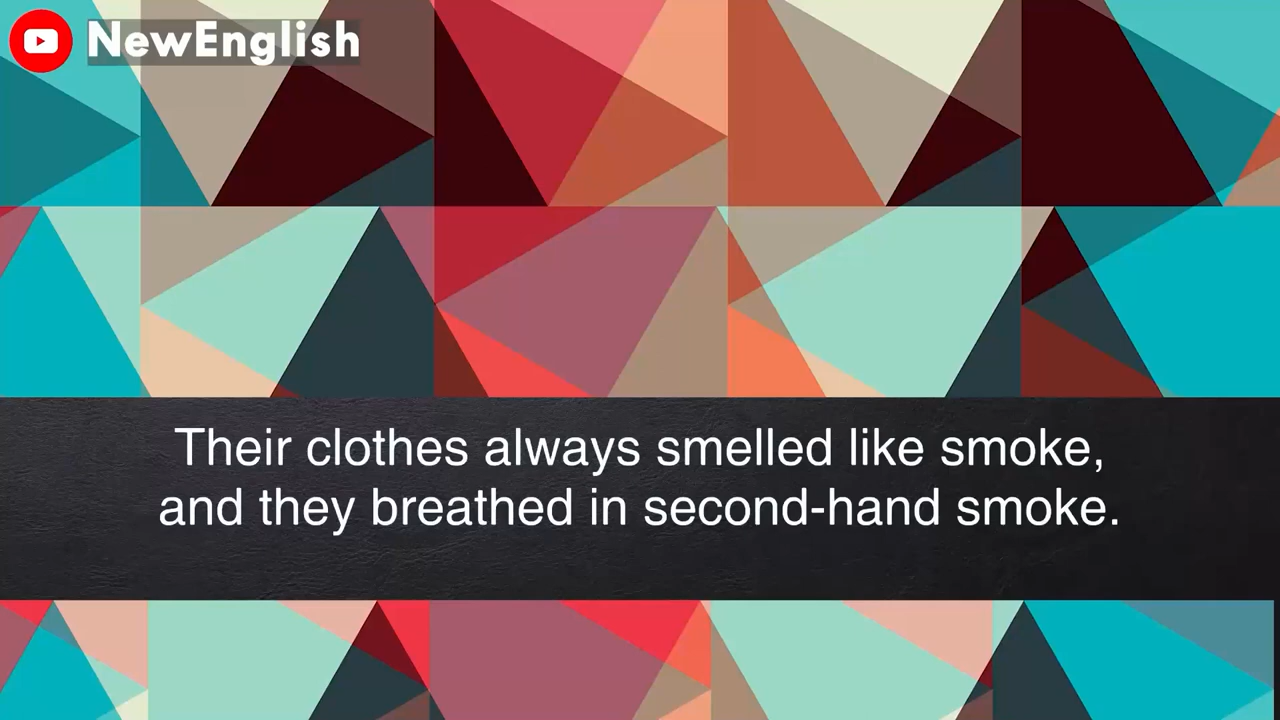 NewEnglish
Their clothes always smelled like smoke,
and they breathed in second-hand smoke.